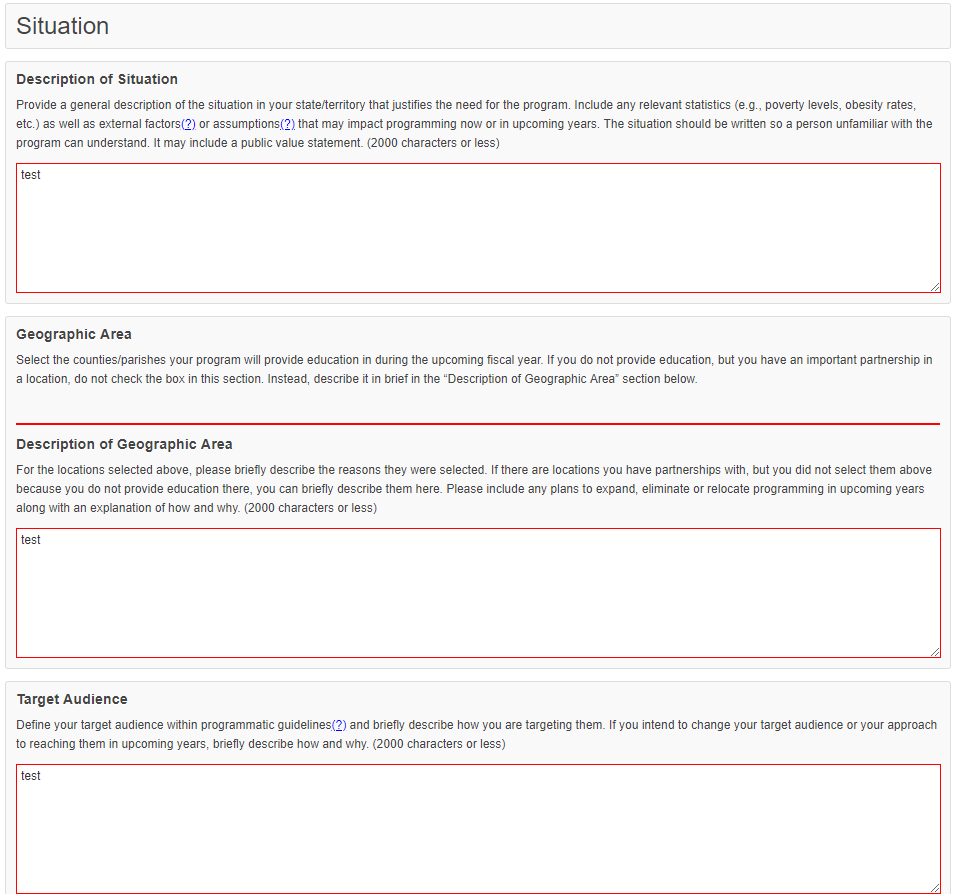 Situation
Description of Situation
Provide a general description of the situation in your state/territory that justifies the need for the program. Include any relevant statistics (e.g., poverty levels, obesity rates,
etc.) as well as external factors(?) or assumptions(?) that may impact programming now or in upcoming years. The situation should be written so a person unfamiliar with the
program can understand. It may include a public value statement. (2000 characters or less)
test
Geographic Area
Select the counties/parishes your program will provide education in during the upcoming fiscal year. If you do not provide education, but you have an important partnership in
a location, do not check the box in this section. Instead, describe it in brief in the “Description of Geographic Area” section below.
Description of Geographic Area
For the locations selected above, please briefly describe the reasons they were selected. If there are locations you have partnerships with, but you did not select them above
because you do not provide education there, you can briefly describe them here. Please include any plans to expand, eliminate or relocate programming in upcoming years
along with an explanation of how and why. (2000 characters or less)
test
Target Audience
Define your target audience within programmatic guidelines(?) and briefly describe how you are targeting them. If you intend to change your target audience or your approach
to reaching them in upcoming years, briefly describe how and why. (2000 characters or less)
test